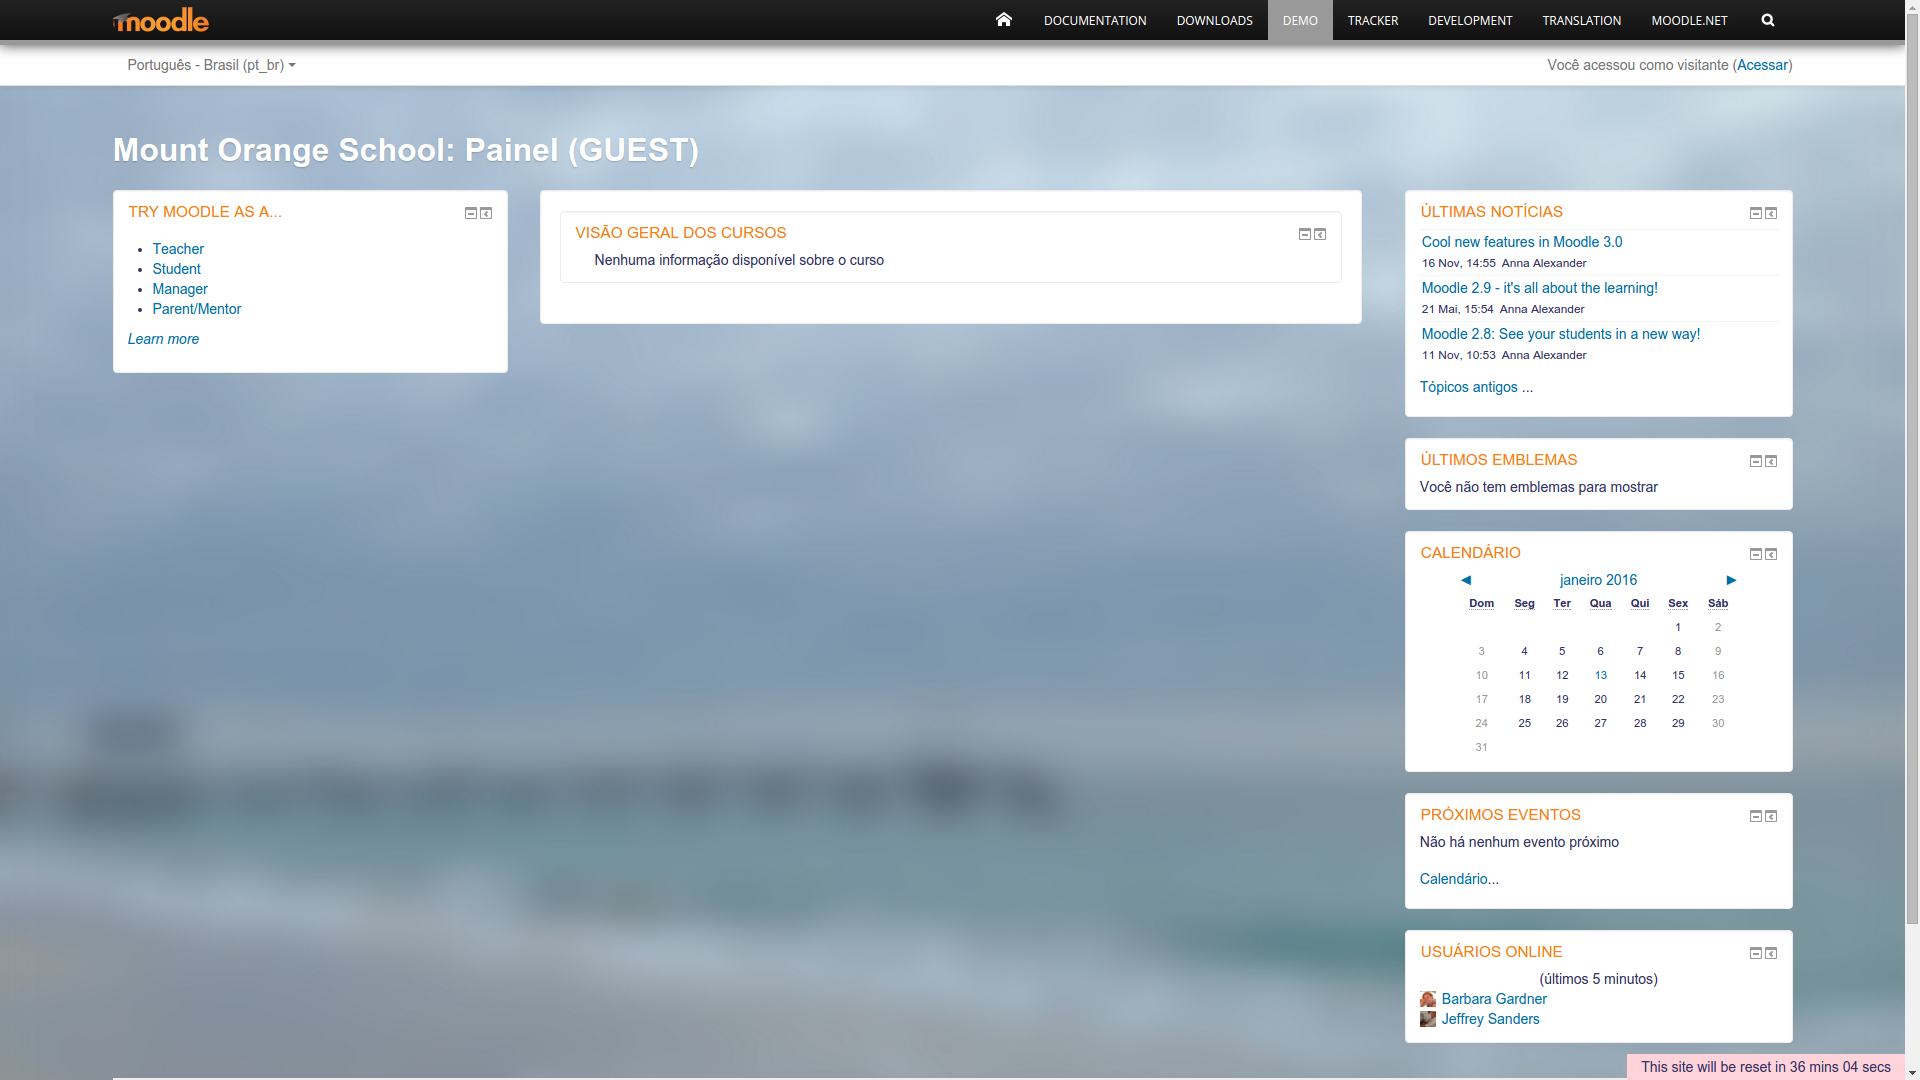 moodle
DOCUMENTATION DOWNLOADS DEMO TRACKER DEVELOPMENT TRANSLATION MOODLE.NET
Português - Brasil (pt_br)
Você acessou como visitante (Acessar)
Mount Orange School: Painel (GUEST)
TRY MOODLE AS A...
Teacher
Student
Manager
Parent/Mentor
Learn more
VISÃO GERAL DOS CURSOS
Nenhuma informação disponível sobre o curso
ÚLTIMAS NOTÍCIAS
Cool new features in Moodle 3.0
16 Nov, 14:55 Anna Alexander
Moodle 2.9 - it's all about the learning!
21 Mai, 15:54 Anna Alexander
Moodle 2.8: See your students in a new way!
11 Nov, 10:53 Anna Alexander
Tópicos antigos ...
ÚLTIMOS EMBLEMAS
Você não tem emblemas para mostrar
CALENDÁRIO
◄ janeiro 2016 ►
Dom Seg Ter Qua Qui Sex Sáb
1 2
3 4 5 6 7 8 9
10 11 12 13 14 15 16
17 18 19 20 21 22 23
24 25 26 27 28 29 30
31
PRÓXIMOS EVENTOS
Não há nenhum evento próximo
Calendário...
USUÁRIOS ONLINE
(últimos 5 minutos)
Barbara Gardner
Jeffrey Sanders
This site will be reset in 36 mins 04 secs